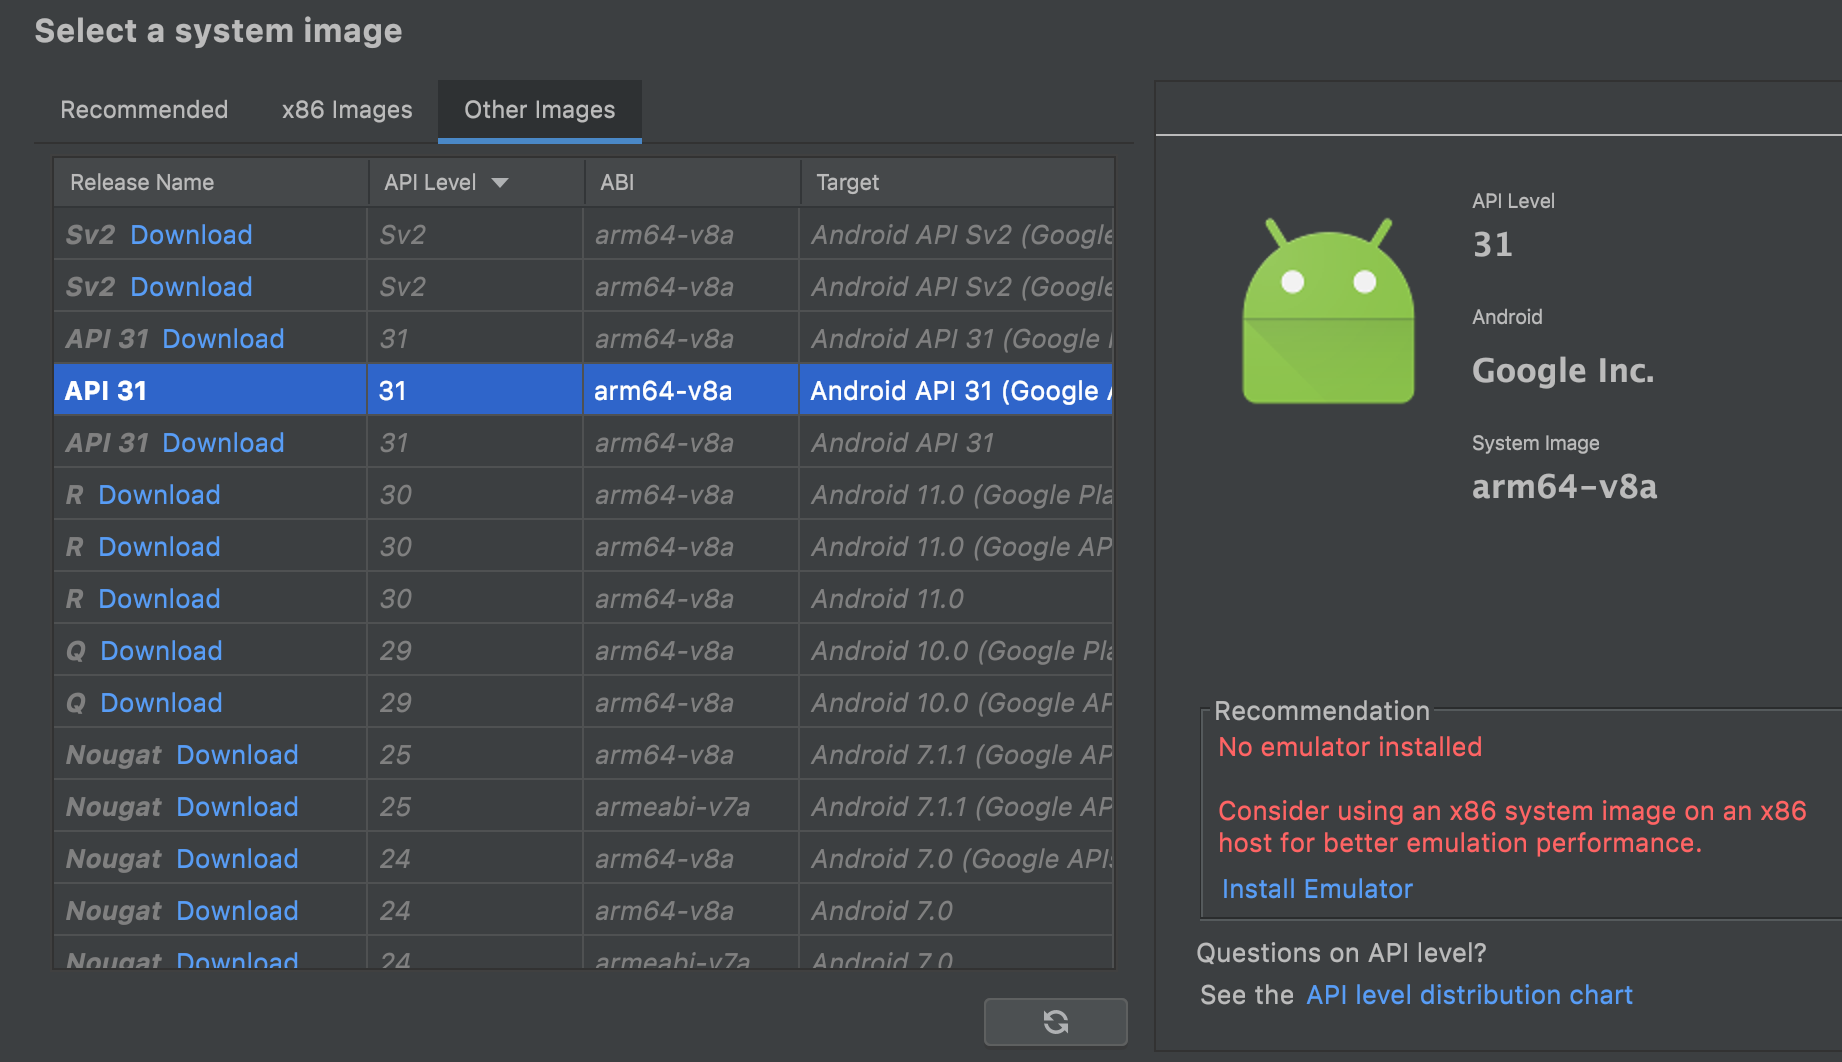 Select a system image
Recommended x86 Images Other Images
Release Name API Level ABI Target
Sv2 Download Sv2 arm64-v8a Android API Sv2 (Google
Sv2 Download Sv2 arm64-v8a Android API Sv2 (Google
API 31 Download 31 arm64-v8a Android API 31 (Google
API 31 31 arm64-v8a Android API 31 (Google
API 31 Download 31 arm64-v8a Android API 31
R Download 30 arm64-v8a Android 11.0 (Google Pla
R Download 30 arm64-v8a Android 11.0 (Google AP
R Download 30 arm64-v8a Android 11.0
Q Download 29 arm64-v8a Android 10.0 (Google Pla
Q Download 29 arm64-v8a Android 10.0 (Google AP
Nougat Download 25 arm64-v8a Android 7.1.1 (Google AP
Nougat Download 25 armeabi-v7a Android 7.1.1 (Google AP
Nougat Download 24 arm64-v8a Android 7.0 (Google APIs
Nougat Download 24 arm64-v8a Android 7.0
Nougat Download 24 armeabi-v7a Android 7.0
API Level
31
Android
Google Inc.
System Image
arm64-v8a
Recommendation
No emulator installed
Consider using an x86 system image on an x86
host for better emulation performance.
Install Emulator
Questions on API level?
See the API level distribution chart